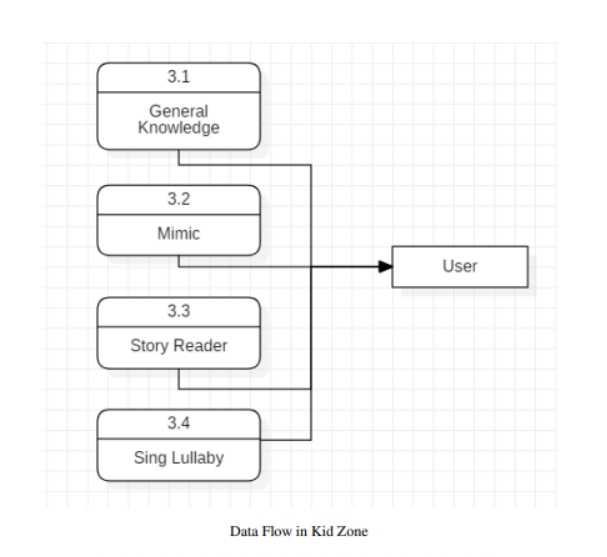 3.1
General
Knowledge
3.2
Mimic
User
3.3
Story Reader
3.4
Sing Lullaby
Data Flow in Kid Zone